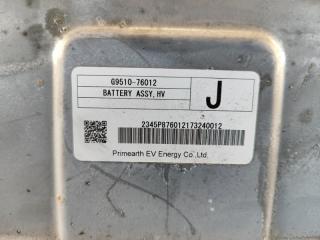 G9510-76012
BATTERY ASSY, HV
J
2345P876012173240012
Primearth EV Energy Co.,Ltd.